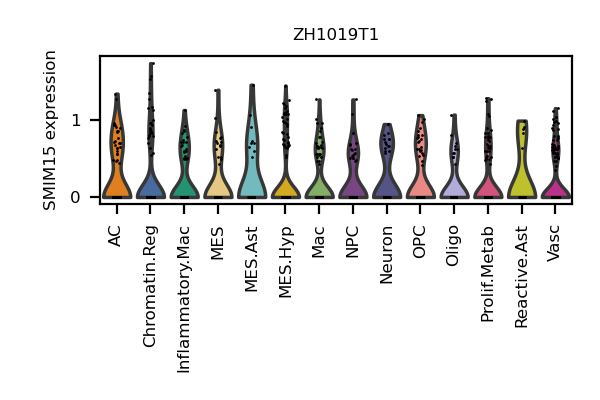 ZH1019T1
SMIM15 expression
1
0
AC
Chromatin.Reg
Inflammatory.Mac
MES
MES.Ast
MES.Hyp
Mac
NPC
Neuron
OPC
Oligo
Prolif.Metab
Reactive.Ast
Vasc